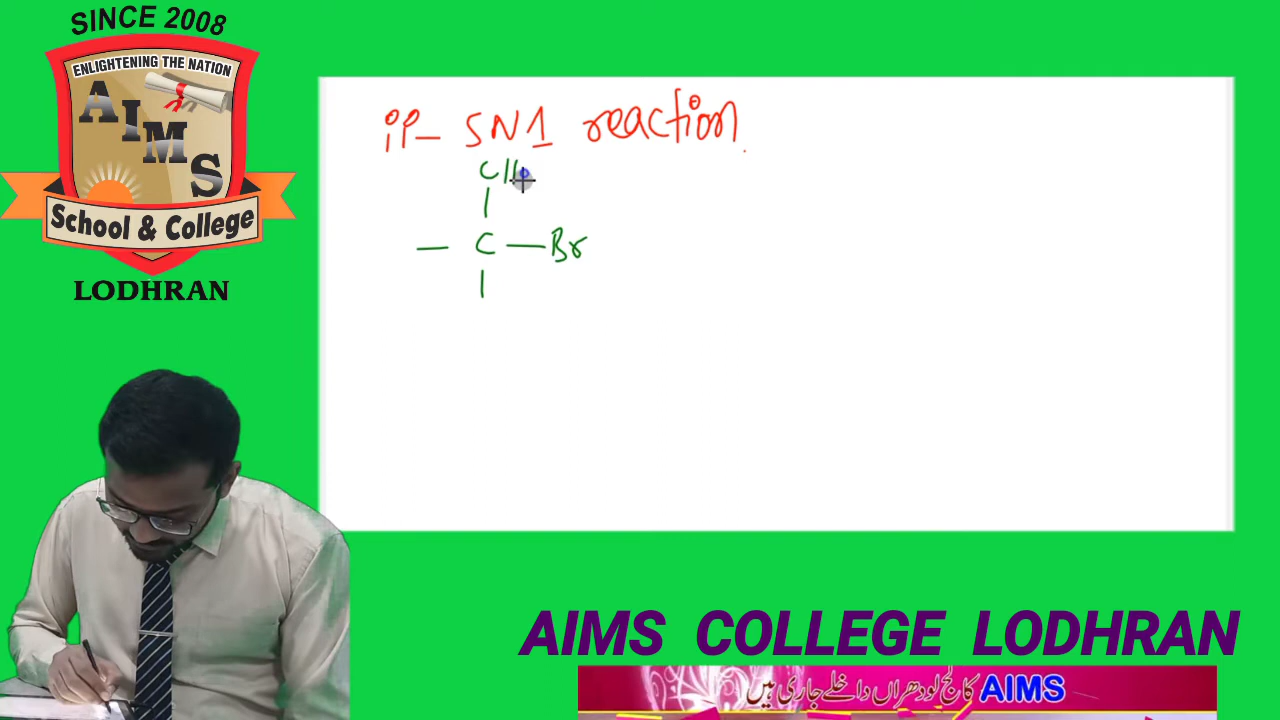 SINCE 2008
ENLIGHTENING THE NATION
AIMS
School & College
LODHRAN
ii- SN1 reaction
CH
C Br
AIMS COLLEGE LODHRAN
AIMS کالج لودھراں داخلے جاری ہیں